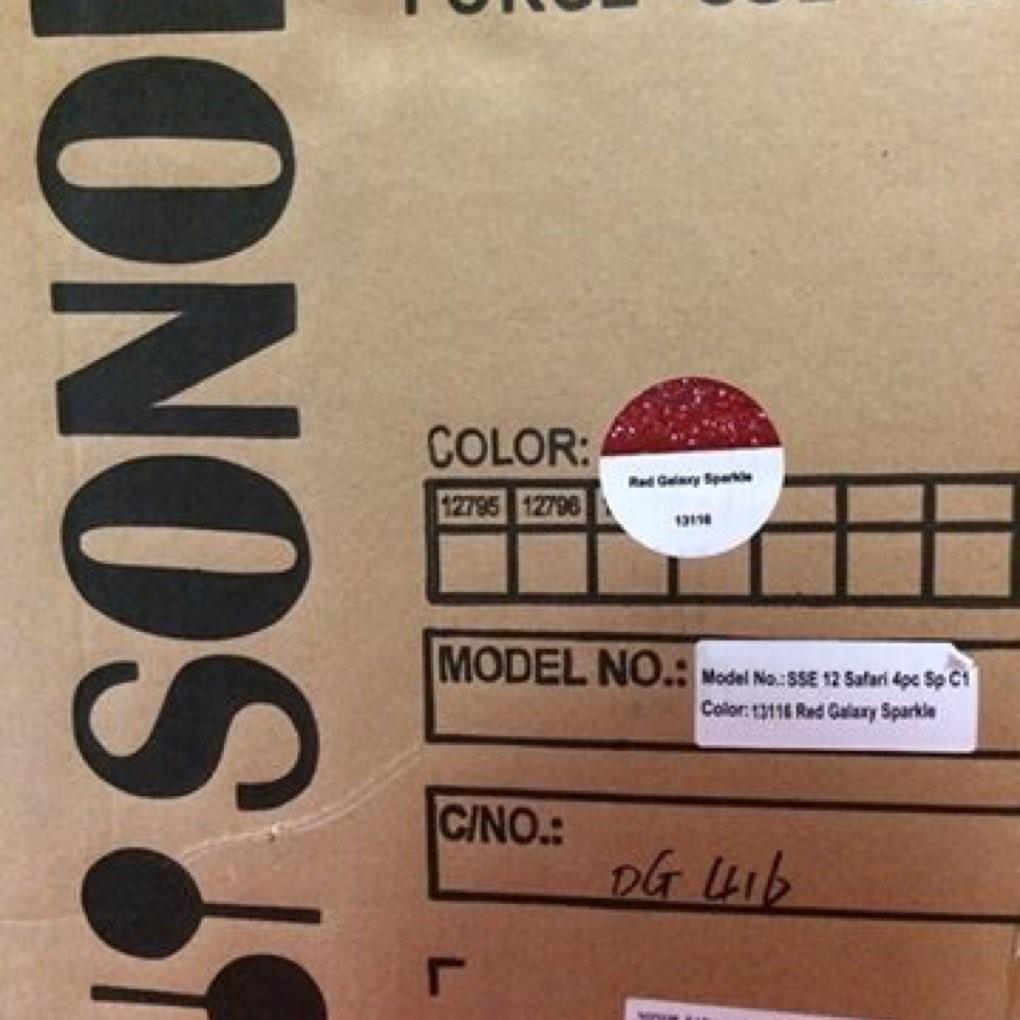 SONO
COLOR:
Red Galaxy Sparkle
13116
12795 12796
MODEL NO.:
Model No.:SSE 12 Safari 4pc Sp C1
Color:13116 Red Galaxy Sparkle
C/NO.:
DG 416